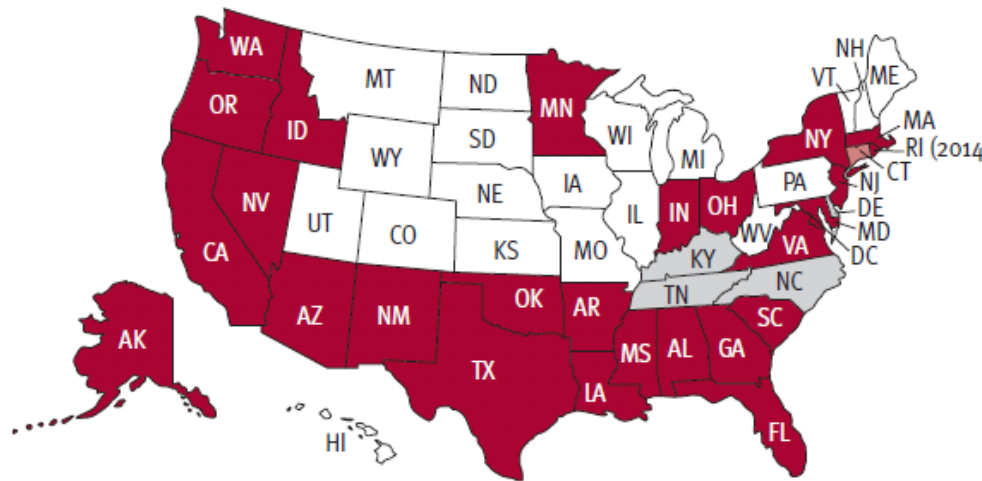 WA
MT
ND
MN
VT
NH
ME
OR
ID
SD
WI
MI
NY
MA
RI (2014
CT
WY
NE
IA
PA
NJ
NV
UT
CO
IL
IN
OH
WV
DE
MD
DC
CA
KS
MO
KY
VA
TN
NC
AZ
NM
OK
AR
SC
AK
TX
MS
AL
GA
LA
HI
FL